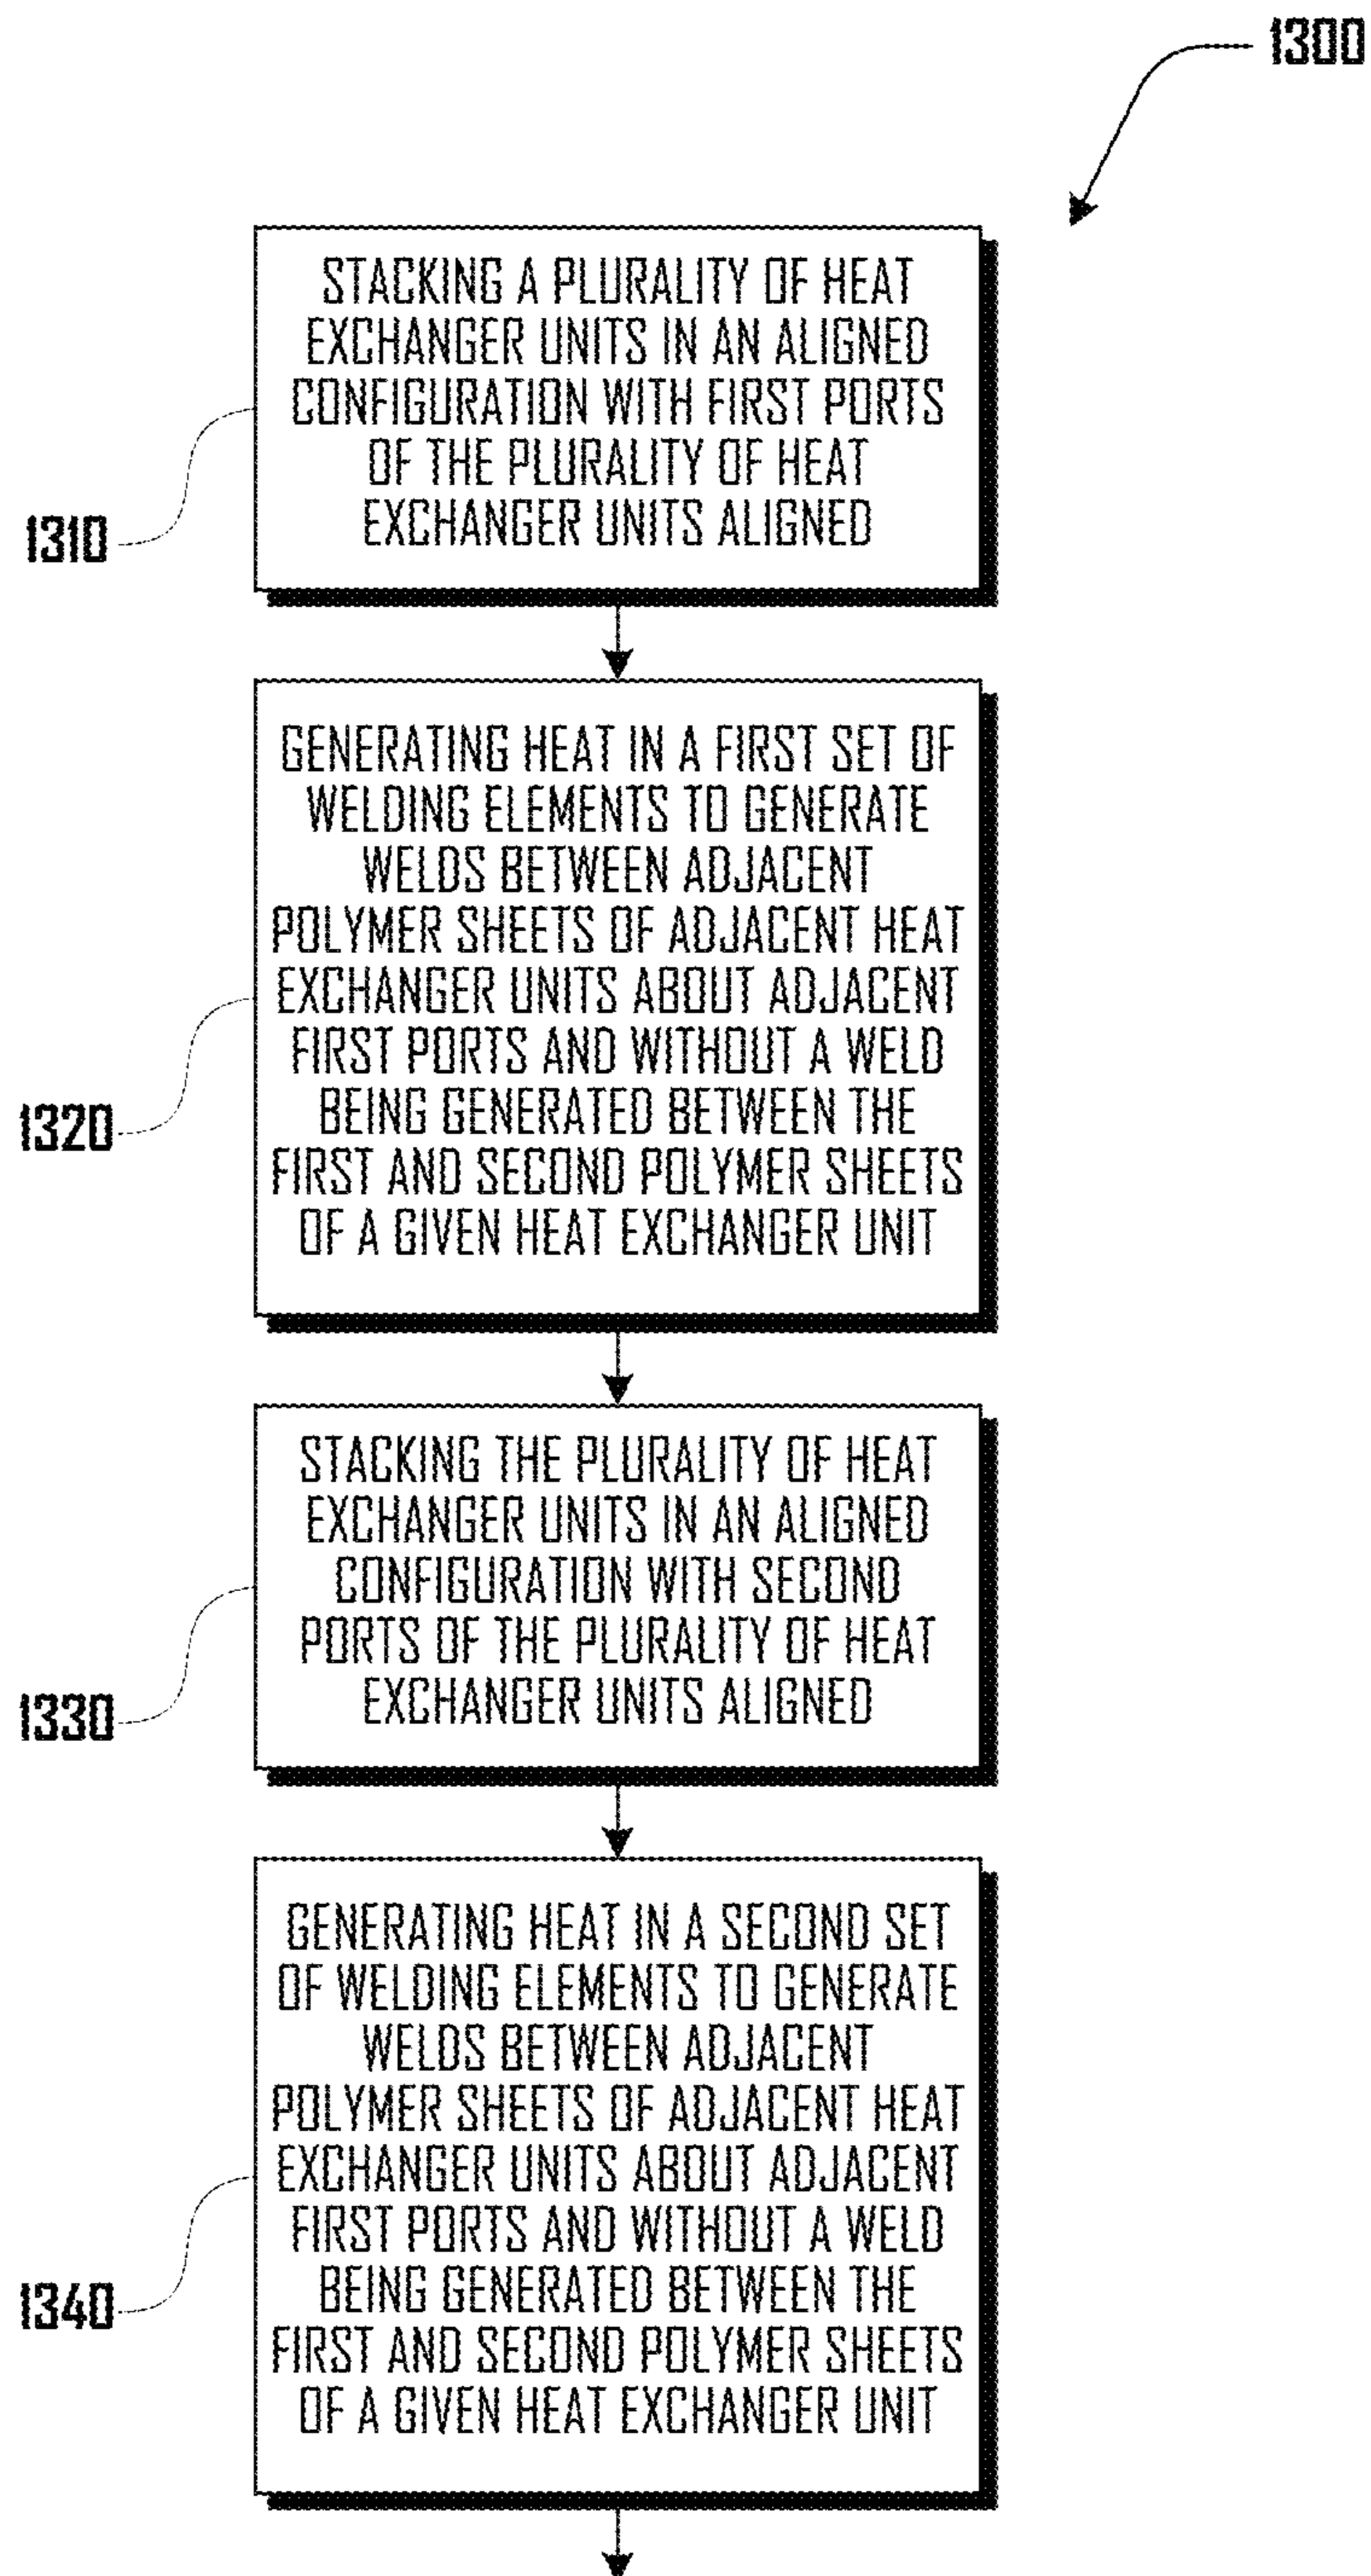 1300
STACKING A PLURALITY OF HEAT
EXCHANGER UNITS IN AN ALIGNED
CONFIGURATION WITH FIRST PORTS
OF THE PLURALITY OF HEAT
EXCHANGER UNITS ALIGNED
1310
GENERATING HEAT IN A FIRST SET OF
WELDING ELEMENTS TO GENERATE
WELDS BETWEEN ADJACENT
POLYMER SHEETS OF ADJACENT HEAT
EXCHANGER UNITS ABOUT ADJACENT
FIRST PORTS AND WITHOUT A WELD
BEING GENERATED BETWEEN THE
FIRST AND SECOND POLYMER SHEETS
OF A GIVEN HEAT EXCHANGER UNIT
1320
STACKING THE PLURALITY OF HEAT
EXCHANGER UNITS IN AN ALIGNED
CONFIGURATION WITH SECOND
PORTS OF THE PLURALITY OF HEAT
EXCHANGER UNITS ALIGNED
1330
GENERATING HEAT IN A SECOND SET
OF WELDING ELEMENTS TO GENERATE
WELDS BETWEEN ADJACENT
POLYMER SHEETS OF ADJACENT HEAT
EXCHANGER UNITS ABOUT ADJACENT
FIRST PORTS AND WITHOUT A WELD
BEING GENERATED BETWEEN THE
FIRST AND SECOND POLYMER SHEETS
OF A GIVEN HEAT EXCHANGER UNIT
1340